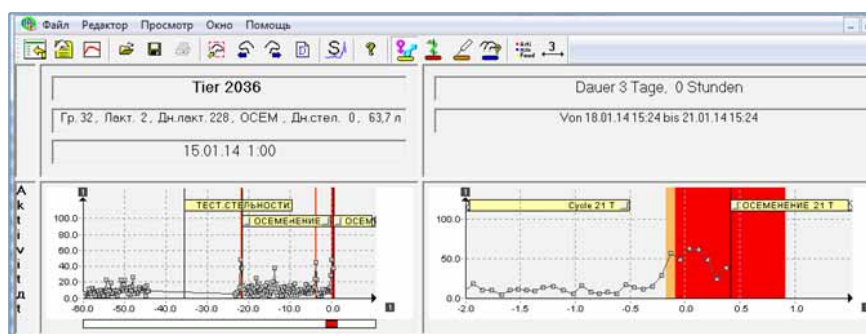 Файл Редактор Просмотр Окно Помощь
Tier 2036
Гр. 32, Лакт. 2, Дн.лакт. 228, ОСЕМ , Дн.стел. 0, 63,7 л
15.01.14 1:00
Dauer 3 Tage, 0 Stunden
Von 18.01.14 15:24 bis 21.01.14 15:24
ТЕСТ.СТЕЛЬНОСТИ
ОСЕМЕНЕНИЕ
ОСЕМ
100.0
80.0
60.0
40.0
20.0
0.0
-60.0 -50.0 -40.0 -30.0 -20.0 -10.0 0.0
Cycle 21 T
ОСЕМЕНЕНИЕ 21 T
100.0
50.0
0.0
-2.0 -1.5 -1.0 -0.5 0.0 0.5 1.0